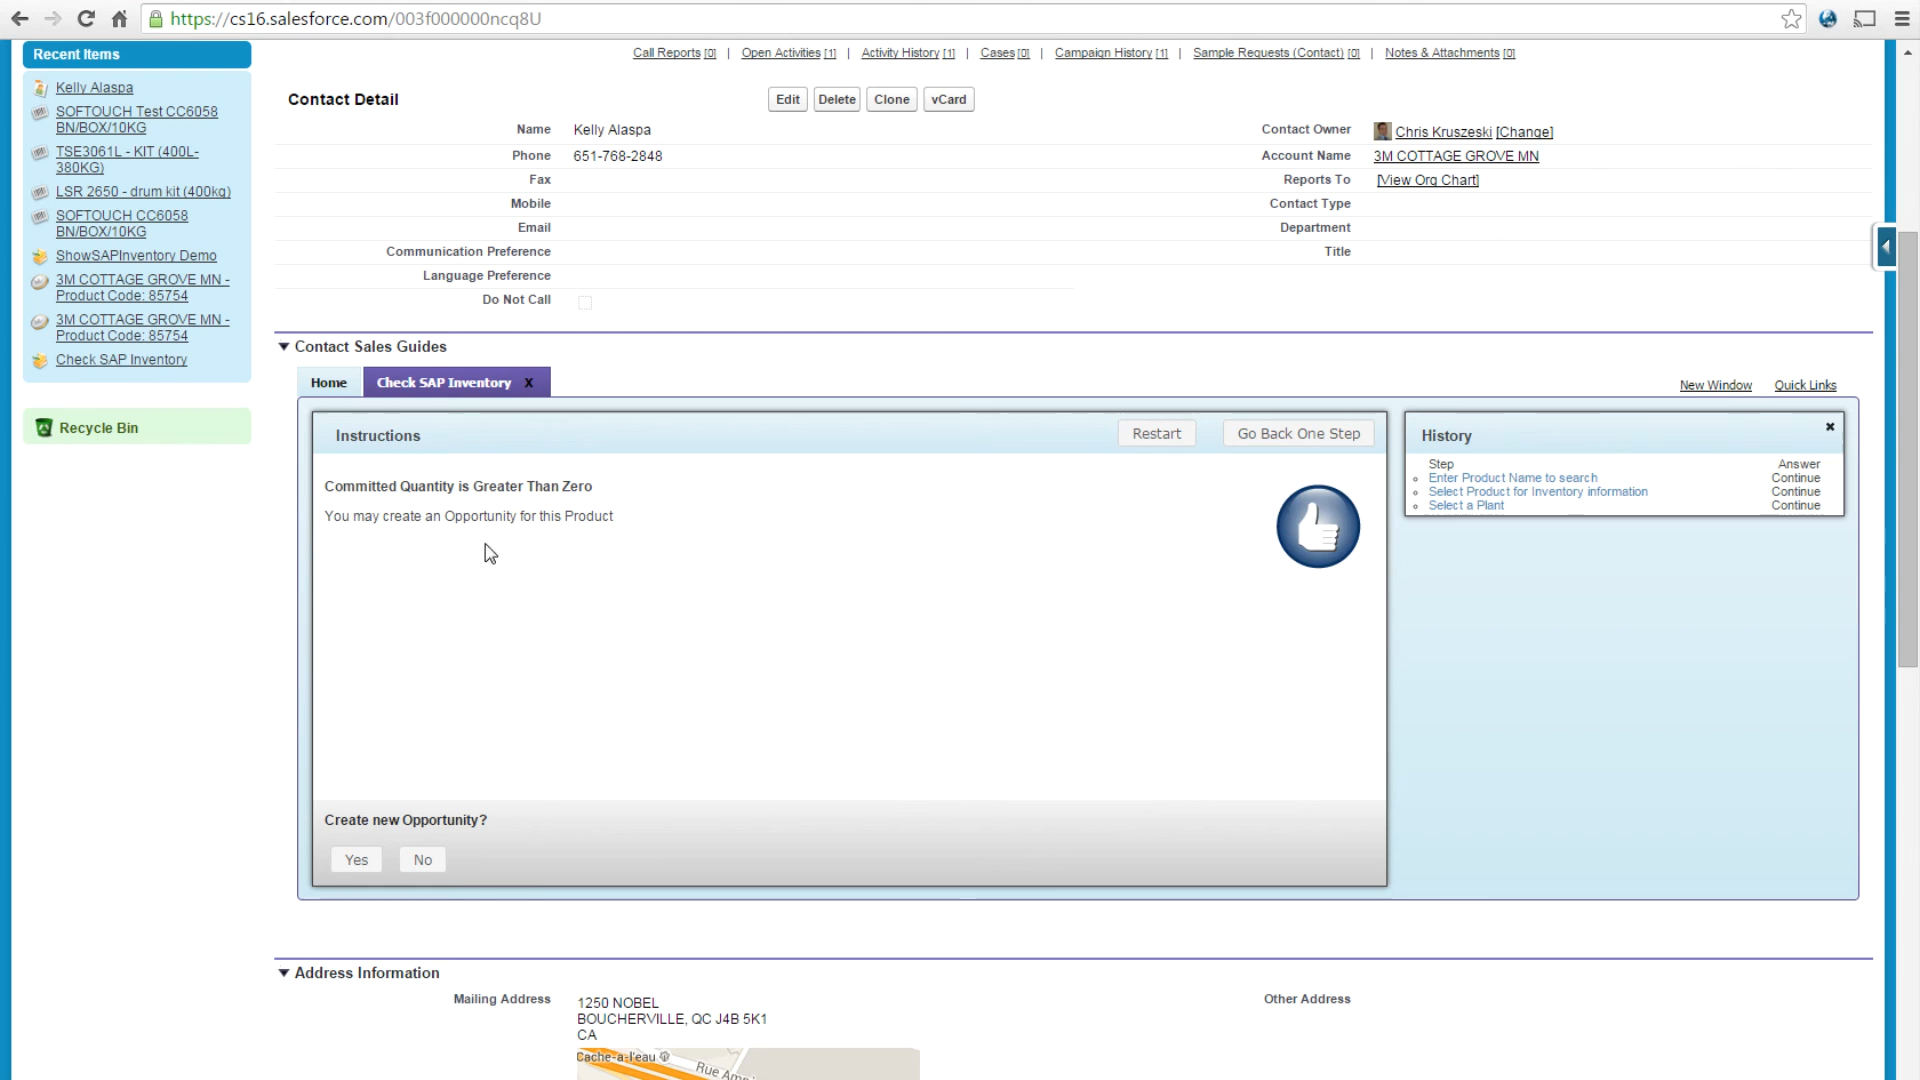 https://cs16.salesforce.com/003f000000ncq8U
Recent Items
Kelly Alaspa
SOFTOUCH Test CC6058
BN/BOX/10KG
TSE3061L - KIT (400L-
380KG)
LSR 2650 - drum kit (400kg)
SOFTOUCH CC6058
BN/BOX/10KG
ShowSAPInventory Demo
3M COTTAGE GROVE MN -
Product Code: 85754
3M COTTAGE GROVE MN -
Product Code: 85754
Check SAP Inventory
Recycle Bin
Call Reports [0] | Open Activities [1] | Activity History [1] | Cases [0] | Campaign History [1] | Sample Requests (Contact) [0] | Notes & Attachments [0]
Contact Detail Edit Delete Clone vCard
Name Kelly Alaspa Contact Owner Chris Kruszeski [Change]
Phone 651-768-2848 Account Name 3M COTTAGE GROVE MN
Fax Reports To [View Org Chart]
Mobile Contact Type
Email Department
Communication Preference Title
Language Preference
Do Not Call
Contact Sales Guides
Home Check SAP Inventory X New Window Quick Links
Instructions Restart Go Back One Step
Committed Quantity is Greater Than Zero
You may create an Opportunity for this Product
Create new Opportunity?
Yes No
History
Step Answer
Enter Product Name to search Continue
Select Product for Inventory information Continue
Select a Plant Continue
Address Information
Mailing Address 1250 NOBEL Other Address
BOUCHERVILLE, QC J4B 5K1
CA
Cache-a-l'eau
Rue Am